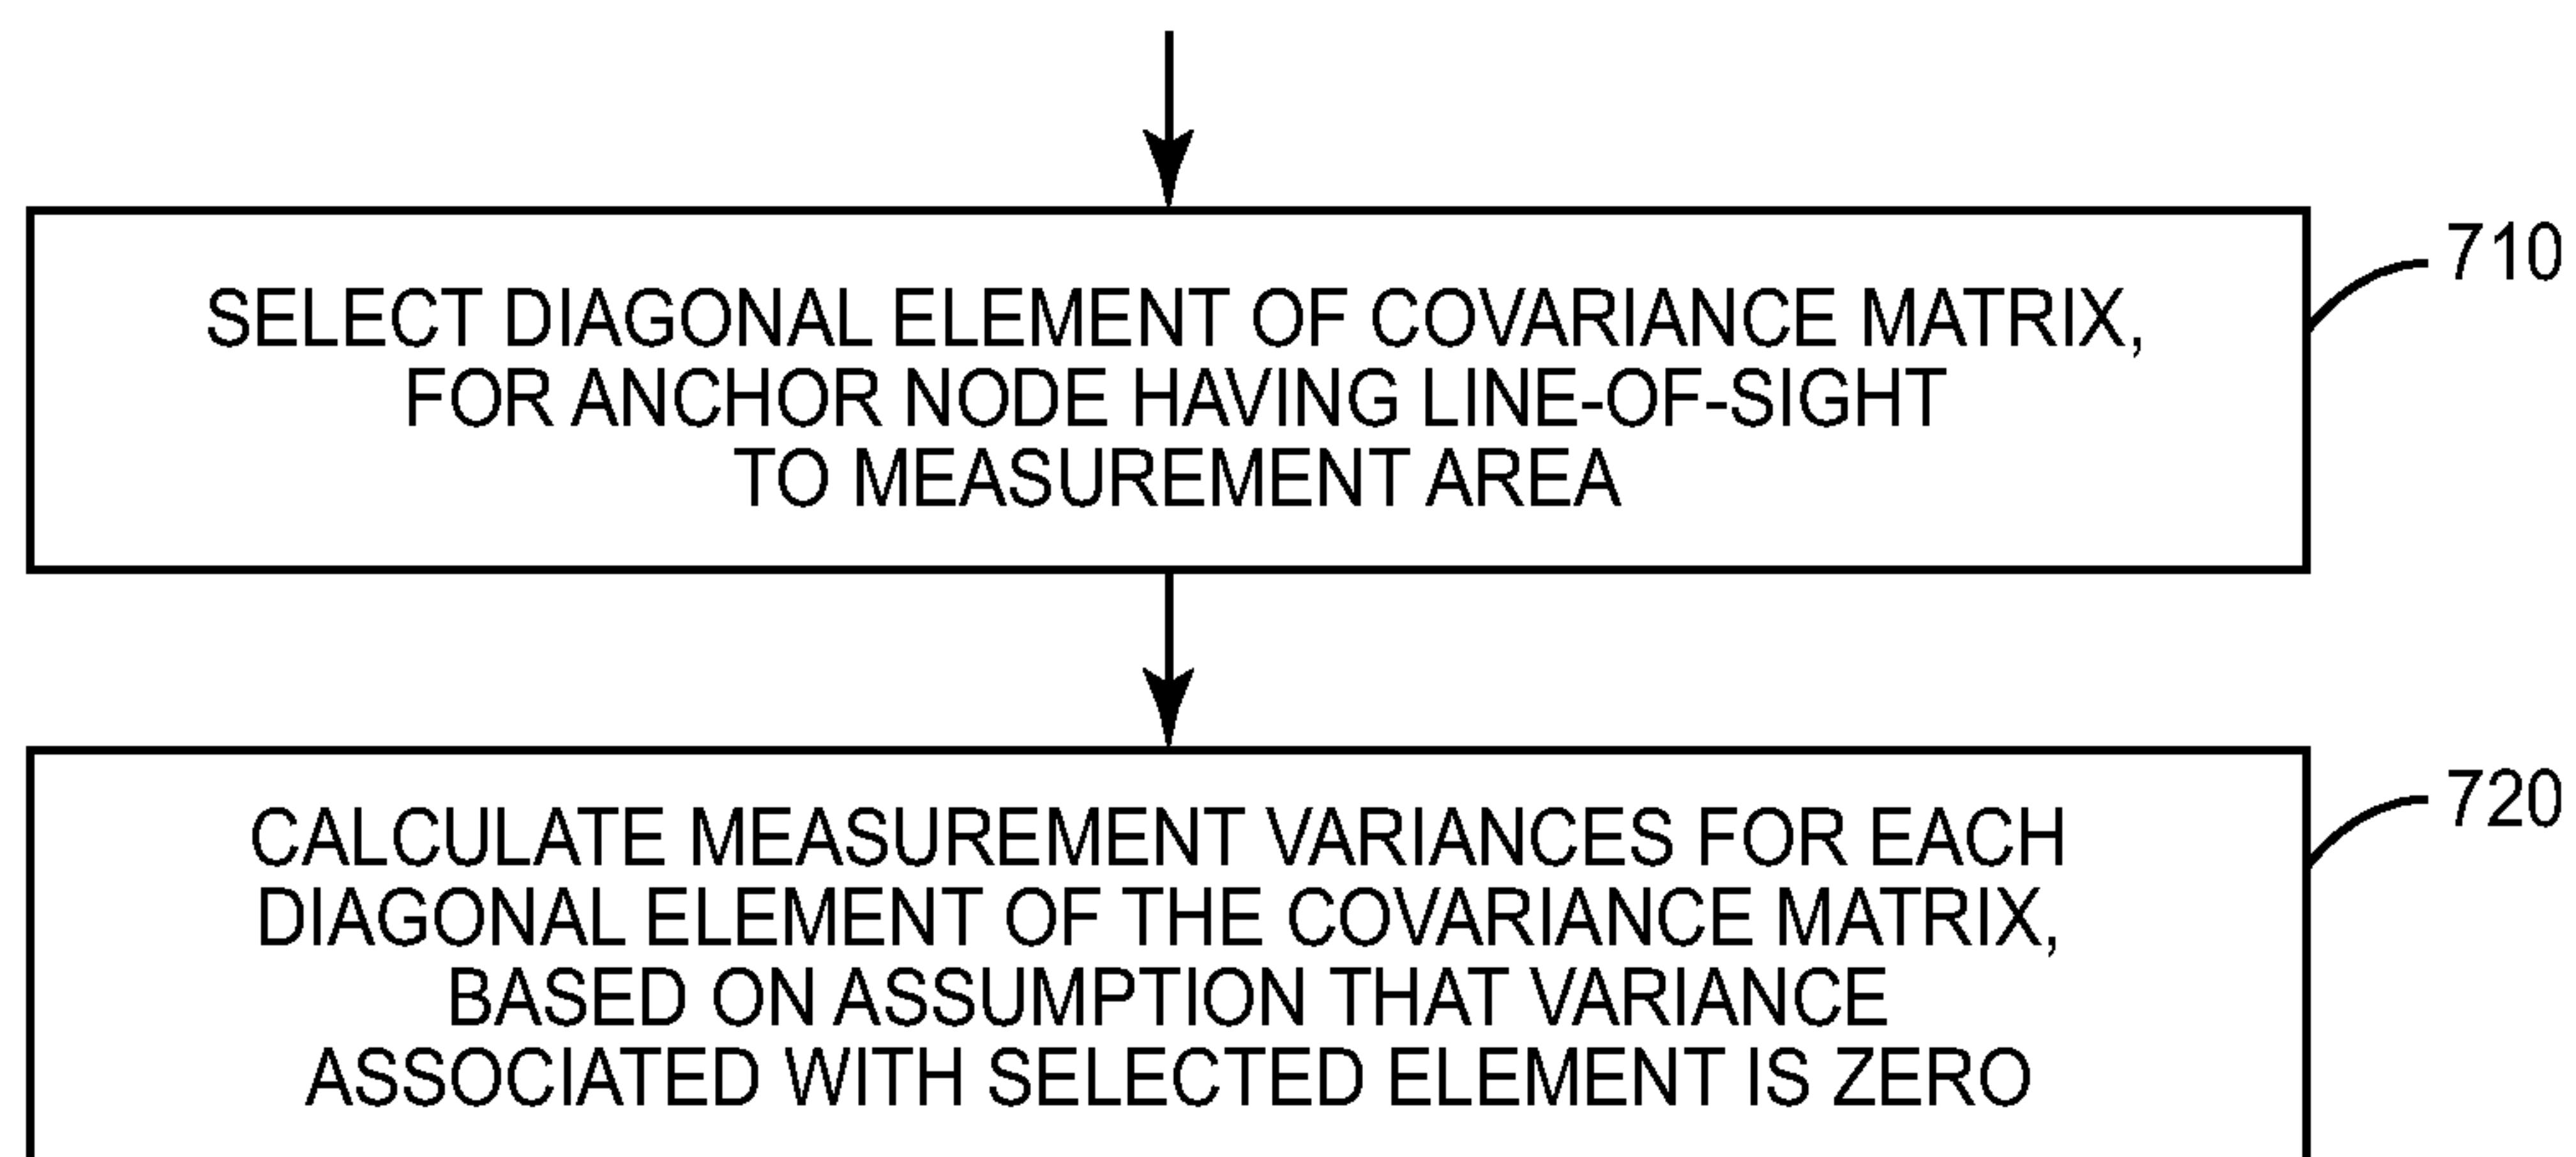 SELECT DIAGONAL ELEMENT OF COVARIANCE MATRIX,
FOR ANCHOR NODE HAVING LINE-OF-SIGHT
TO MEASUREMENT AREA
710
CALCULATE MEASUREMENT VARIANCES FOR EACH
DIAGONAL ELEMENT OF THE COVARIANCE MATRIX,
BASED ON ASSUMPTION THAT VARIANCE
ASSOCIATED WITH SELECTED ELEMENT IS ZERO
720